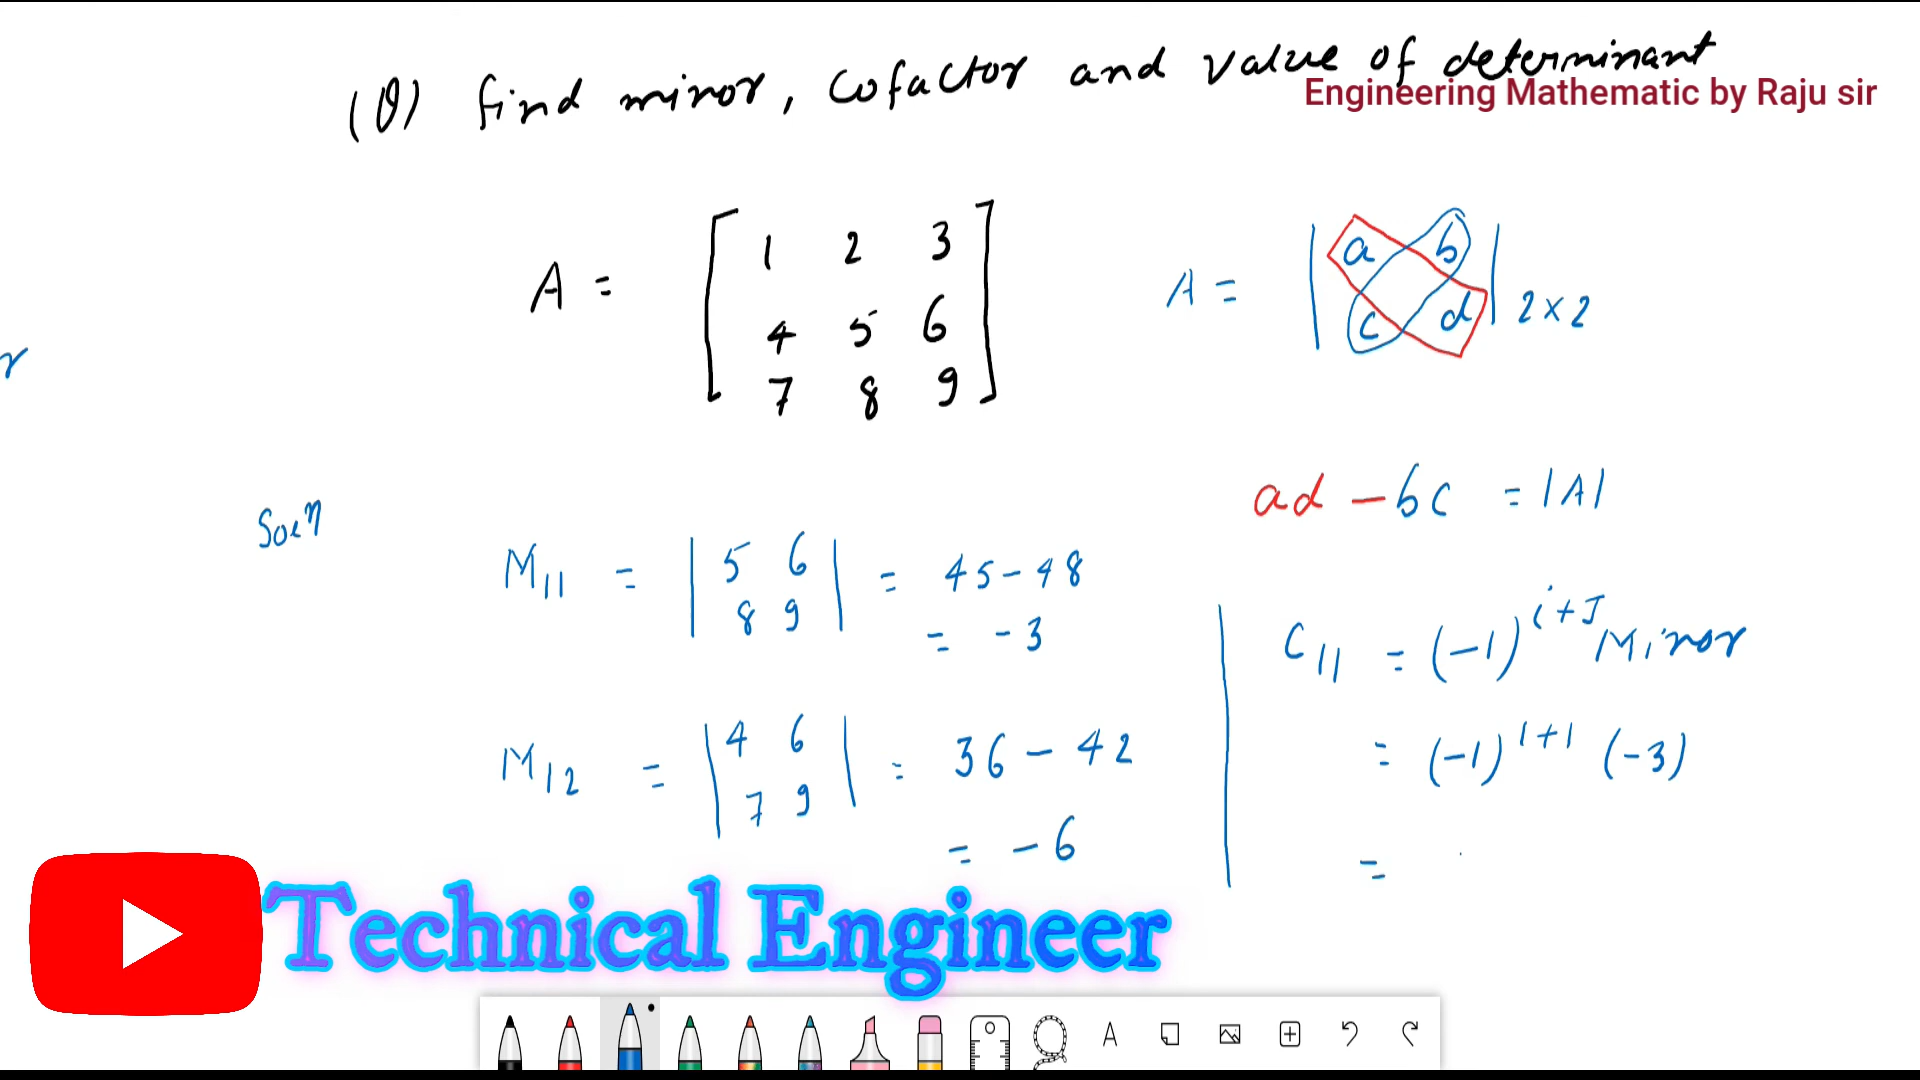 (Q) find minor, cofactor and value of determinant
Engineering Mathematic by Raju sir
A = [ 1 2 3
4 5 6
7 8 9 ]
A = | a b
c d | 2×2
r
ad - bc = |A|
Soln
M11 = | 5 6
8 9 | = 45-48
= -3
C11 = (-1)^i+J Minor
M12 = | 4 6
7 9 | = 36 - 42
= -6
= (-1)^1+1 (-3)
=
Technical Engineer
A